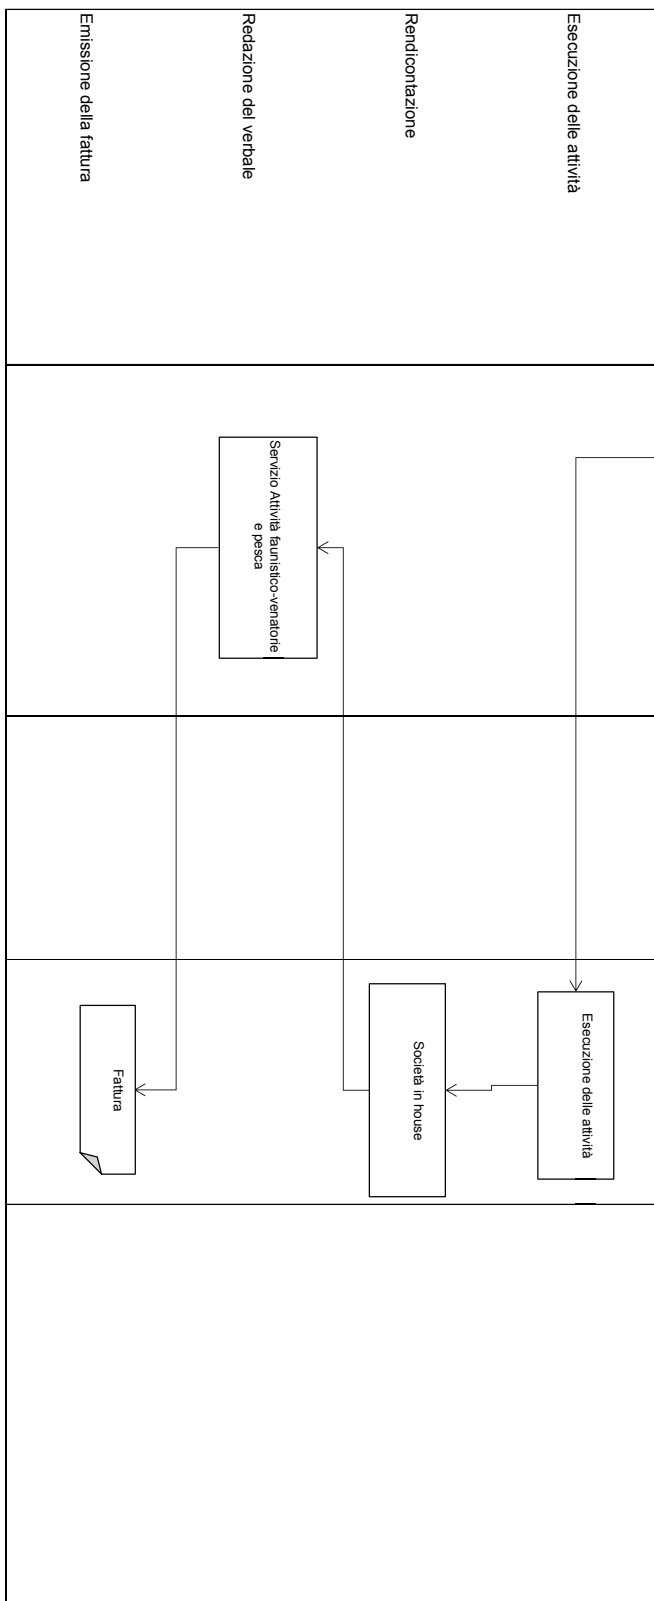 Esecuzione delle attività
Rendicontazione
Redazione del verbale
Emissione della fattura
Servizio Attività faunistico-venatorie
e pesca
Esecuzione delle attività
Società in house
Fattura